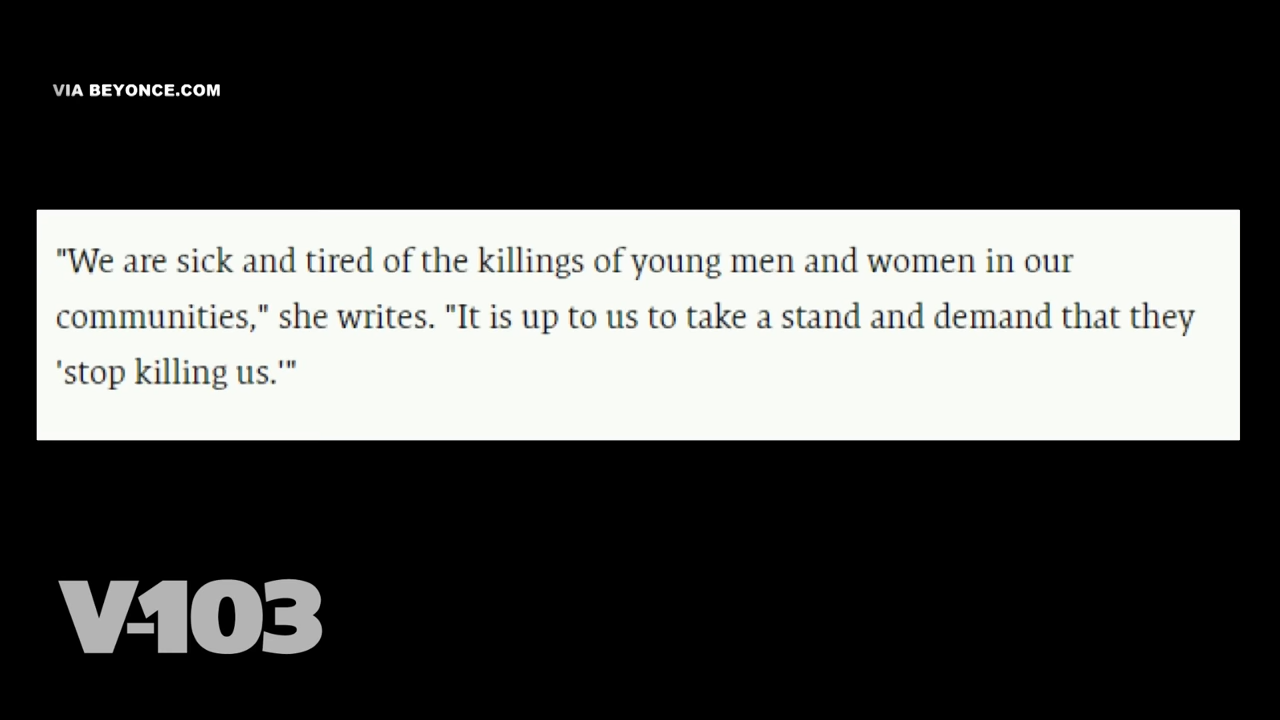 VIA BEYONCE.COM
"We are sick and tired of the killings of young men and women in our
communities," she writes. "It is up to us to take a stand and demand that they
'stop killing us.'"
V-103